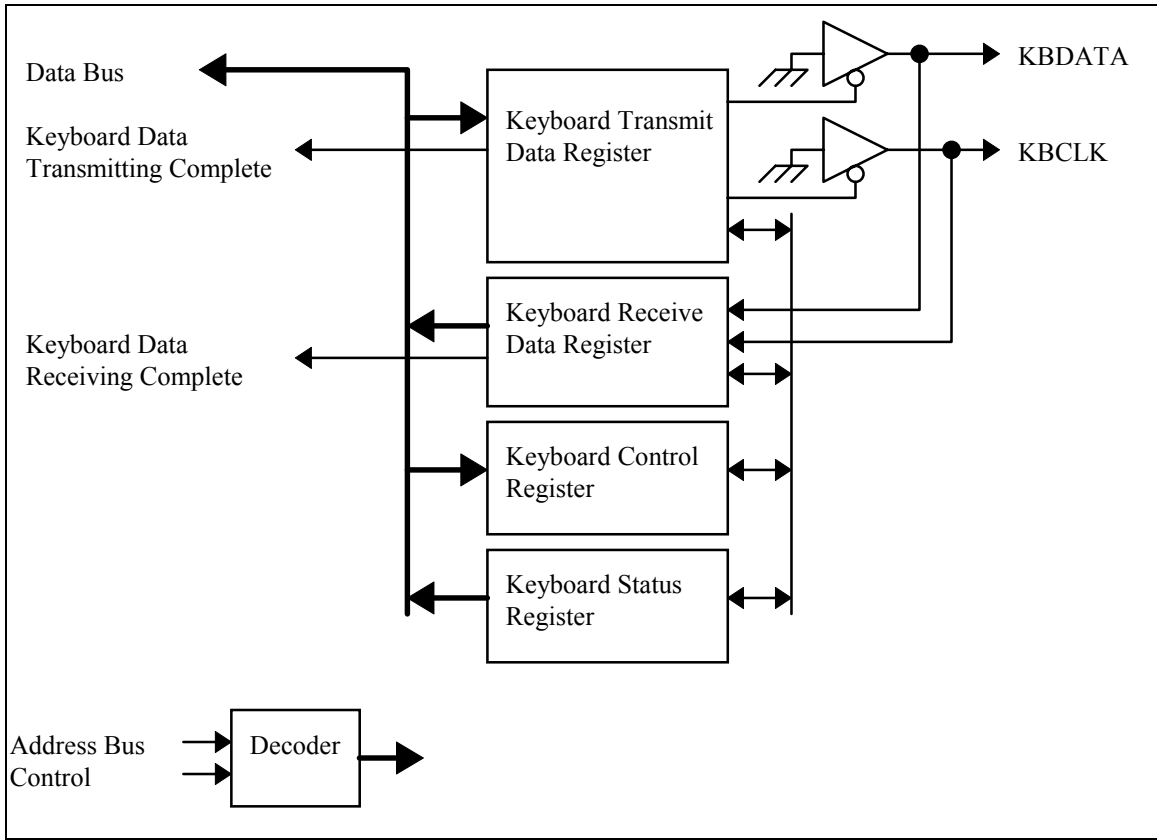 Data Bus
Keyboard Data
Transmitting Complete
Keyboard Transmit
Data Register
KBDATA
KBCLK
Keyboard Data
Receiving Complete
Keyboard Receive
Data Register
Keyboard Control
Register
Keyboard Status
Register
Address Bus
Control
Decoder